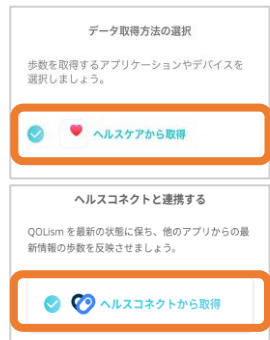 データ取得方法の選択
歩数を取得するアプリケーションやデバイスを
選択しましょう。
ヘルスケアから取得
ヘルスコネクトと連携する
QOLism を最新の状態に保ち、他のアプリからの最
新情報の歩数を反映させましょう。
ヘルスコネクトから取得